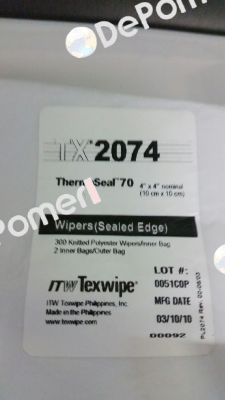 DePomeri
TX 2074
ThermaSeal™ 70 4" x 4" nominal
(10 cm x 10 cm)
Wipers (Sealed Edge)
300 Knitted Polyester Wipers/Inner Bag
2 Inner Bags/Outer Bag
ITW Texwipe®
ITW Texwipe Philippines, Inc.
Made in the Philippines
www.texwipe.com
LOT #:
0051C0P
MFG DATE
03/10/10
00092